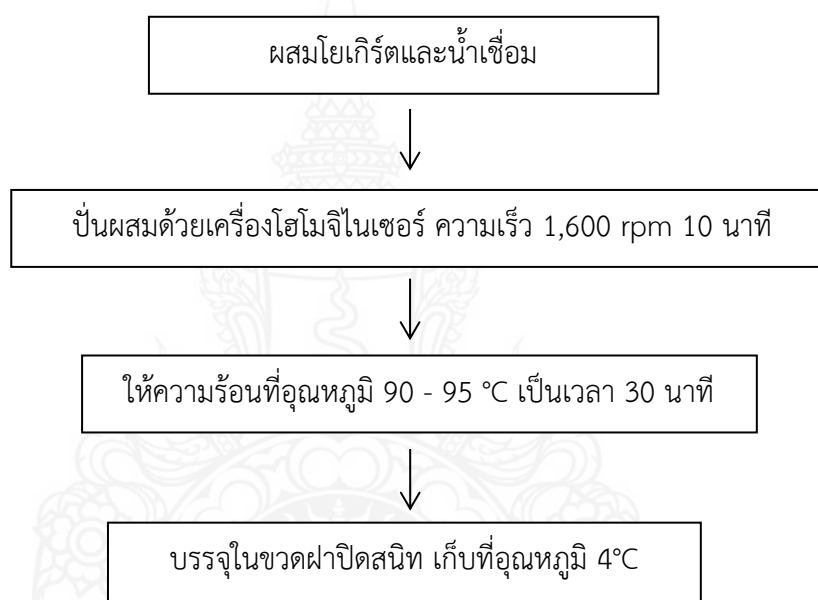 ผสมโยเกิร์ตและน้ำเชื่อม
ปั่นผสมด้วยเครื่องโฮโมจิไนเซอร์ ความเร็ว 1,600 rpm 10 นาที
ให้ความร้อนที่อุณหภูมิ 90 - 95 °C เป็นเวลา 30 นาที
บรรจุในขวดฝาปิดสนิท เก็บที่อุณหภูมิ 4°C